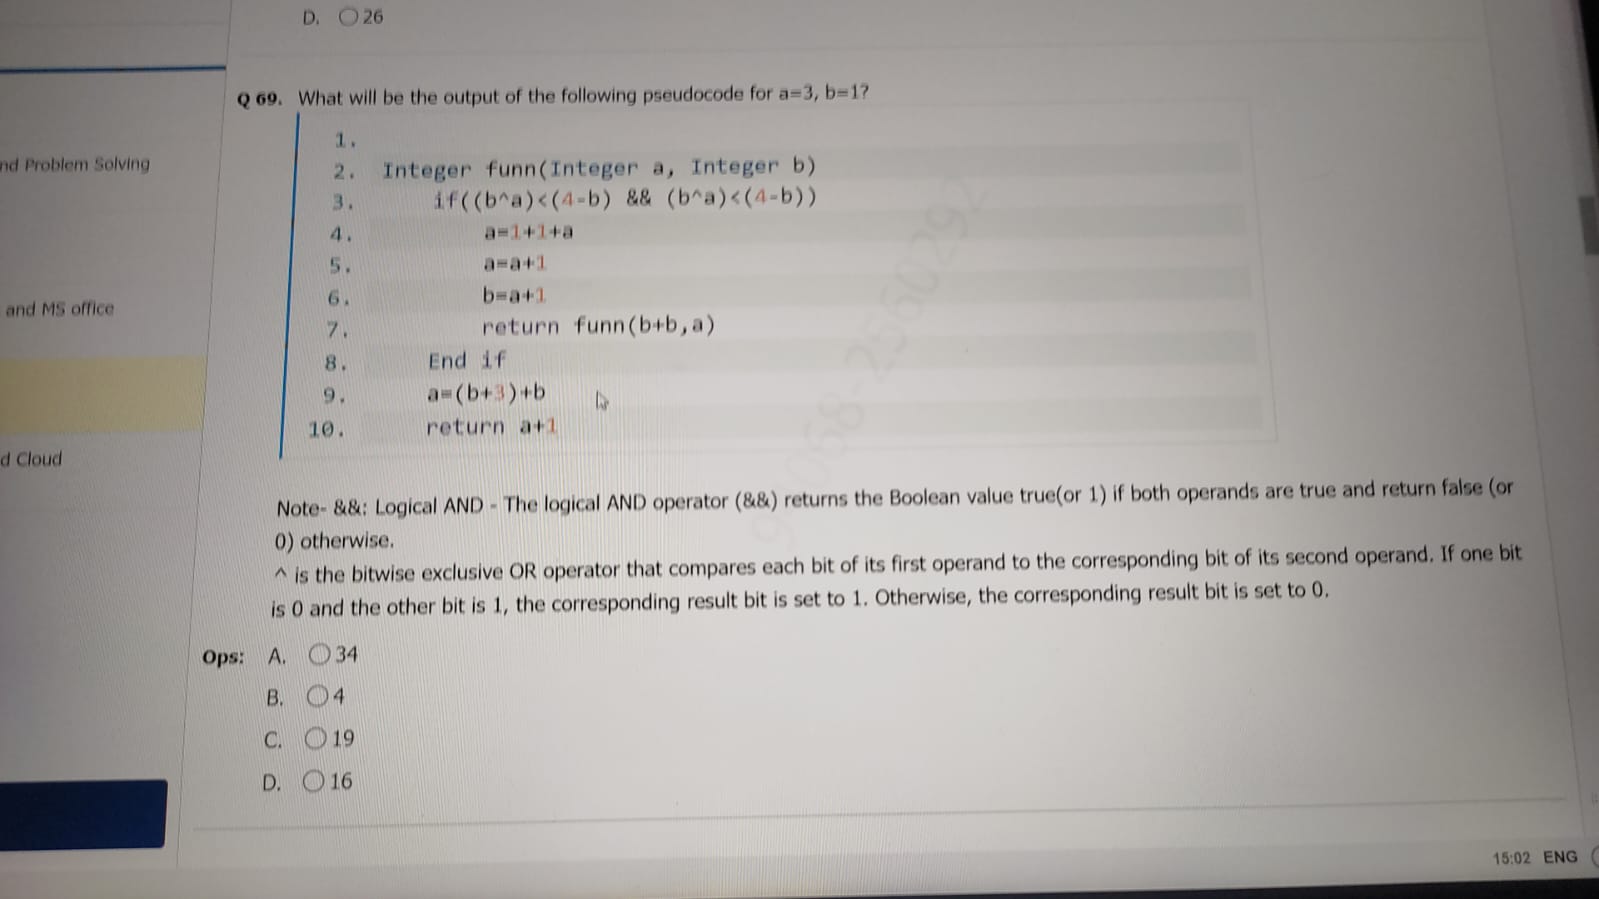 D. 26
Q 69. What will be the output of the following pseudocode for a=3, b=1?
1.
nd Problem Solving
2. Integer funn(Integer a, Integer b)
3. if((b^a)<(4-b) && (b^a)<(4-b))
4. a=1+1+a
5. a=a+1
and MS office
6. b=a+1
7. return funn(b+b,a)
8. End if
9. a=(b+3)+b
10. return a+1
d Cloud
Note- &&: Logical AND - The logical AND operator (&&) returns the Boolean value true(or 1) if both operands are true and return false (or
0) otherwise.
^ is the bitwise exclusive OR operator that compares each bit of its first operand to the corresponding bit of its second operand. If one bit
is 0 and the other bit is 1, the corresponding result bit is set to 1. Otherwise, the corresponding result bit is set to 0.
Ops: A. 34
B. 4
C. 19
D. 16
15:02 ENG